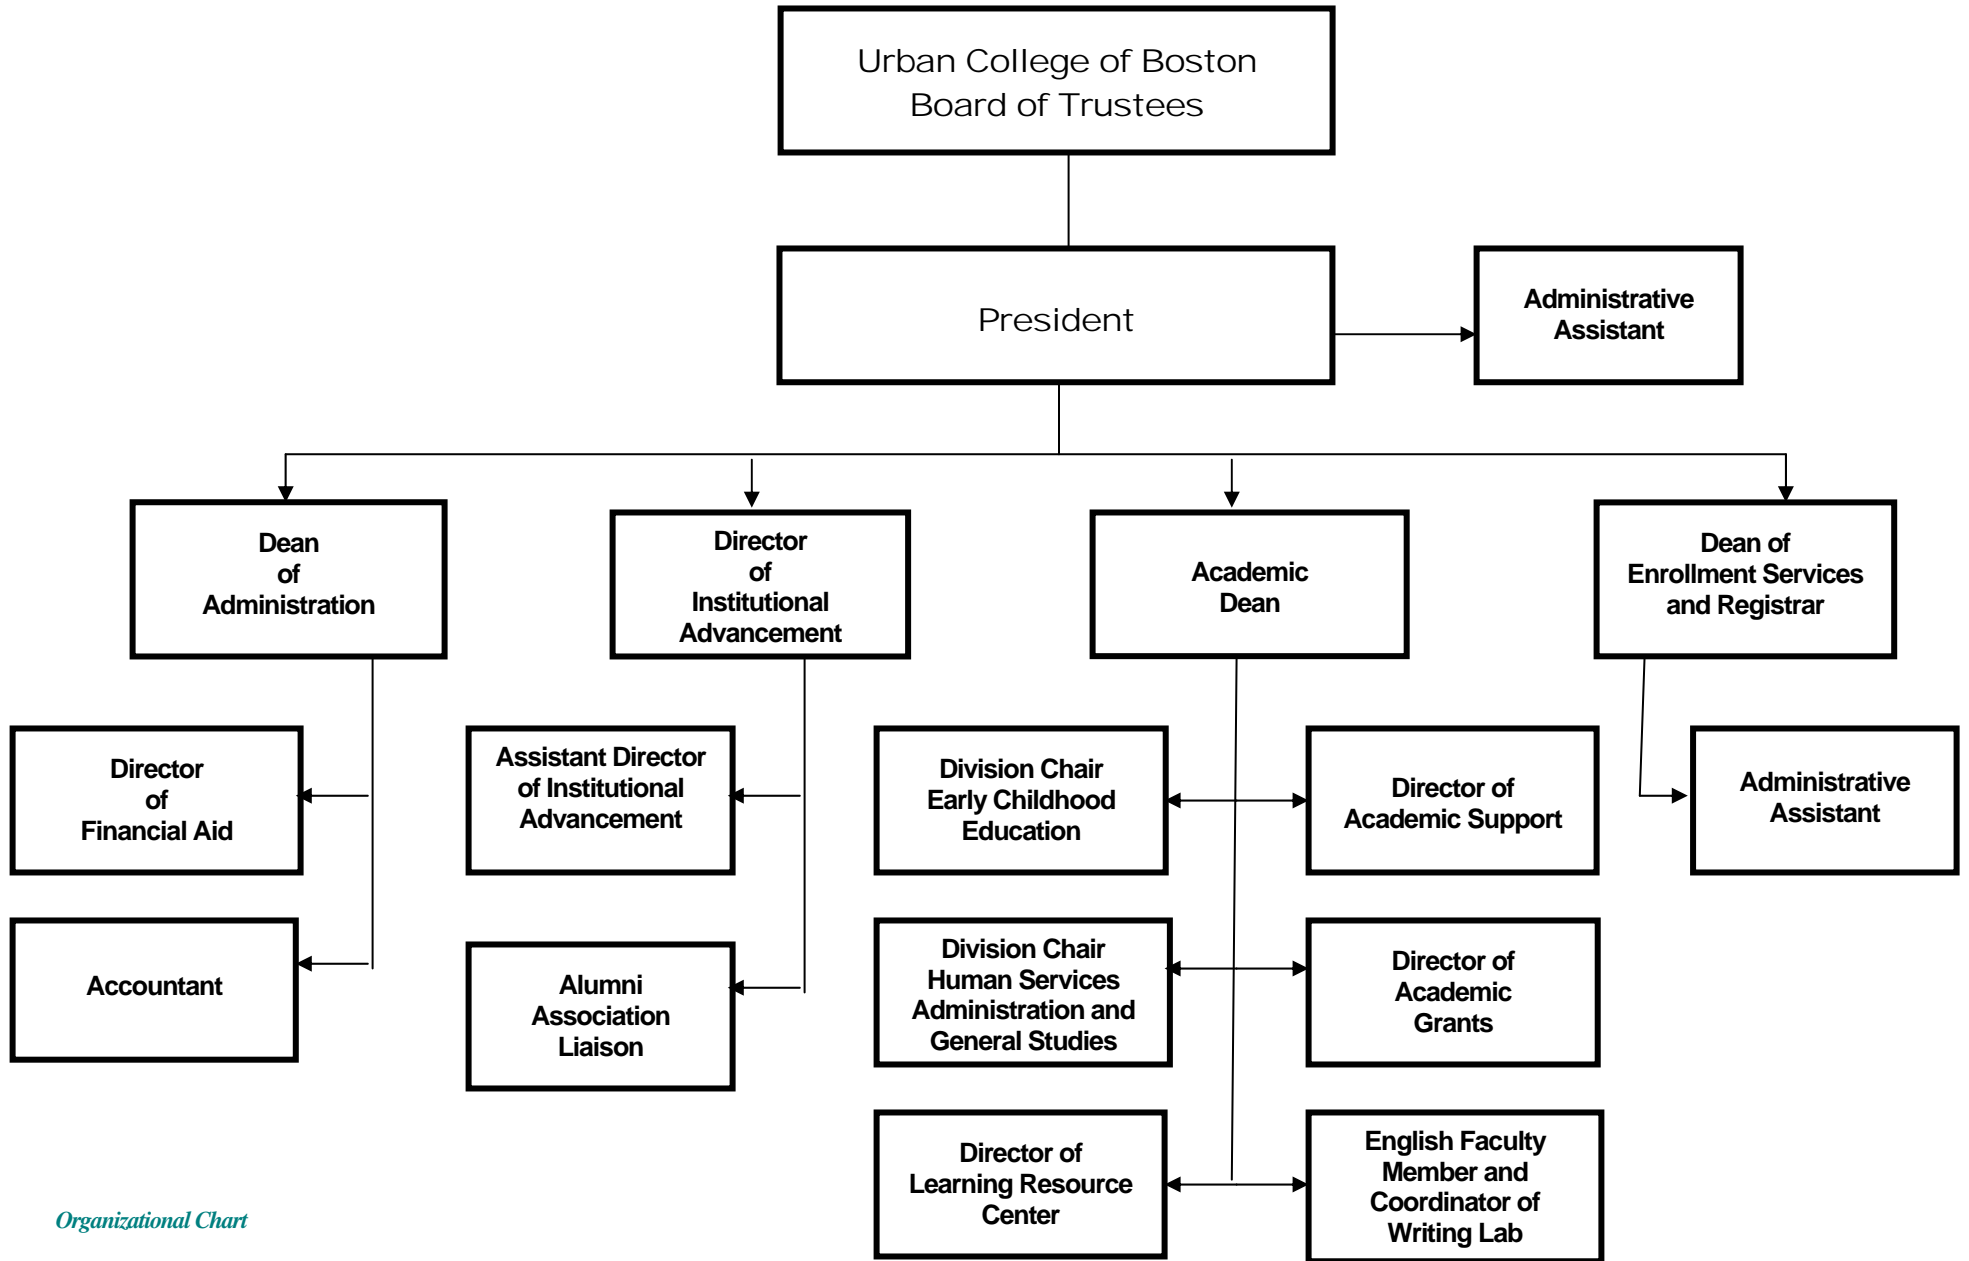 Urban College of Boston
Board of Trustees
President
Administrative
Assistant
Dean
of
Administration
Director
of
Institutional
Advancement
Academic
Dean
Dean of
Enrollment Services
and Registrar
Director
of
Financial Aid
Assistant Director
of Institutional
Advancement
Division Chair
Early Childhood
Education
Director of
Academic Support
Administrative
Assistant
Accountant
Alumni
Association
Liaison
Division Chair
Human Services
Administration and
General Studies
Director of
Academic
Grants
Director of
Learning Resource
Center
English Faculty
Member and
Coordinator of
Writing Lab
Organizational Chart